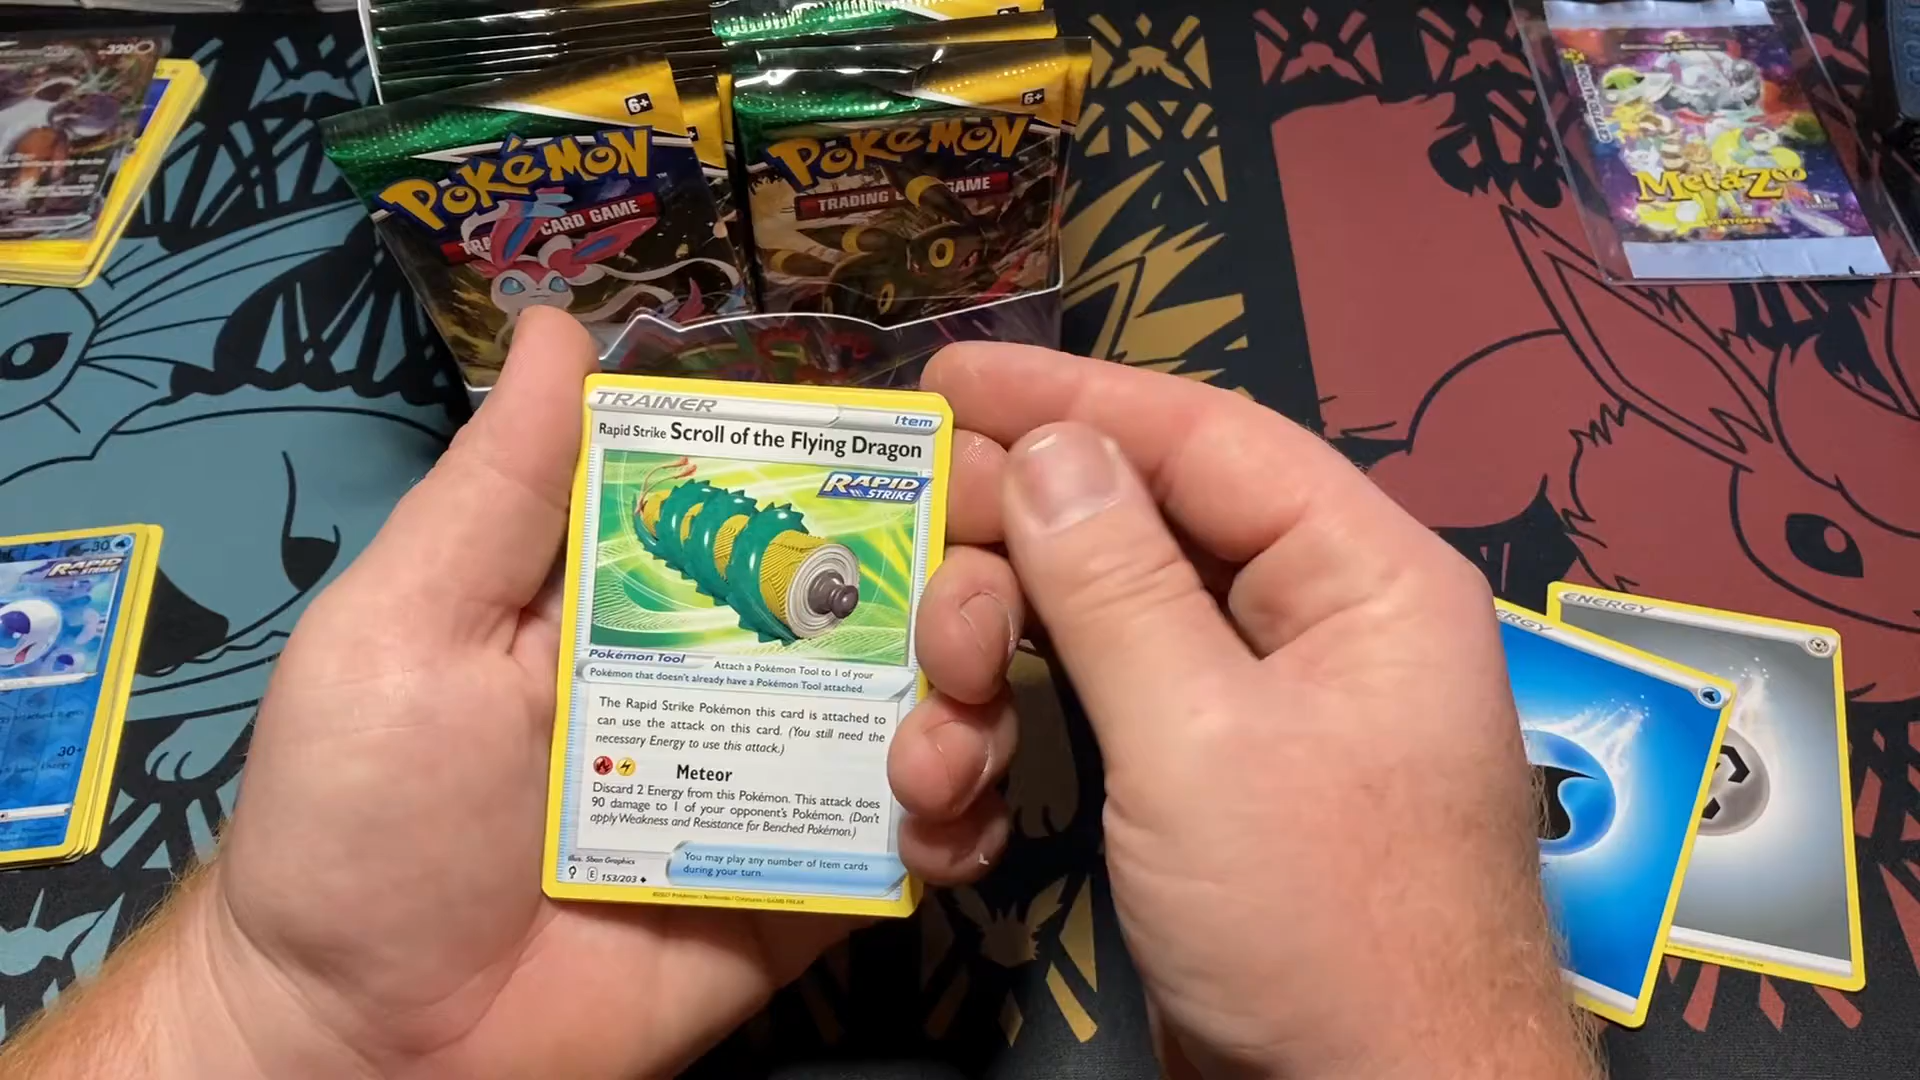 320
6+
6+
POKéMON
TRADING CARD GAME
POKéMON
TRADING GAME
MetaZoo
CRYPTID NATION
TRAINER
Item
Rapid Strike Scroll of the Flying Dragon
RAPID STRIKE
Pokémon Tool
Attach a Pokémon Tool to 1 of your
Pokémon that doesn't already have a Pokémon Tool attached.
The Rapid Strike Pokémon this card is attached to
can use the attack on this card. (You still need the
necessary Energy to use this attack.)
Meteor
Discard 2 Energy from this Pokémon. This attack does
90 damage to 1 of your opponent's Pokémon. (Don't
apply Weakness and Resistance for Benched Pokémon.)
You may play any number of Item cards
during your turn.
Illus. 5ban Graphics
E 153/203
©2021 Pokémon / Nintendo / Creatures / GAME FREAK
30
RAPID STRIKE
30+
ERGY
ENERGY